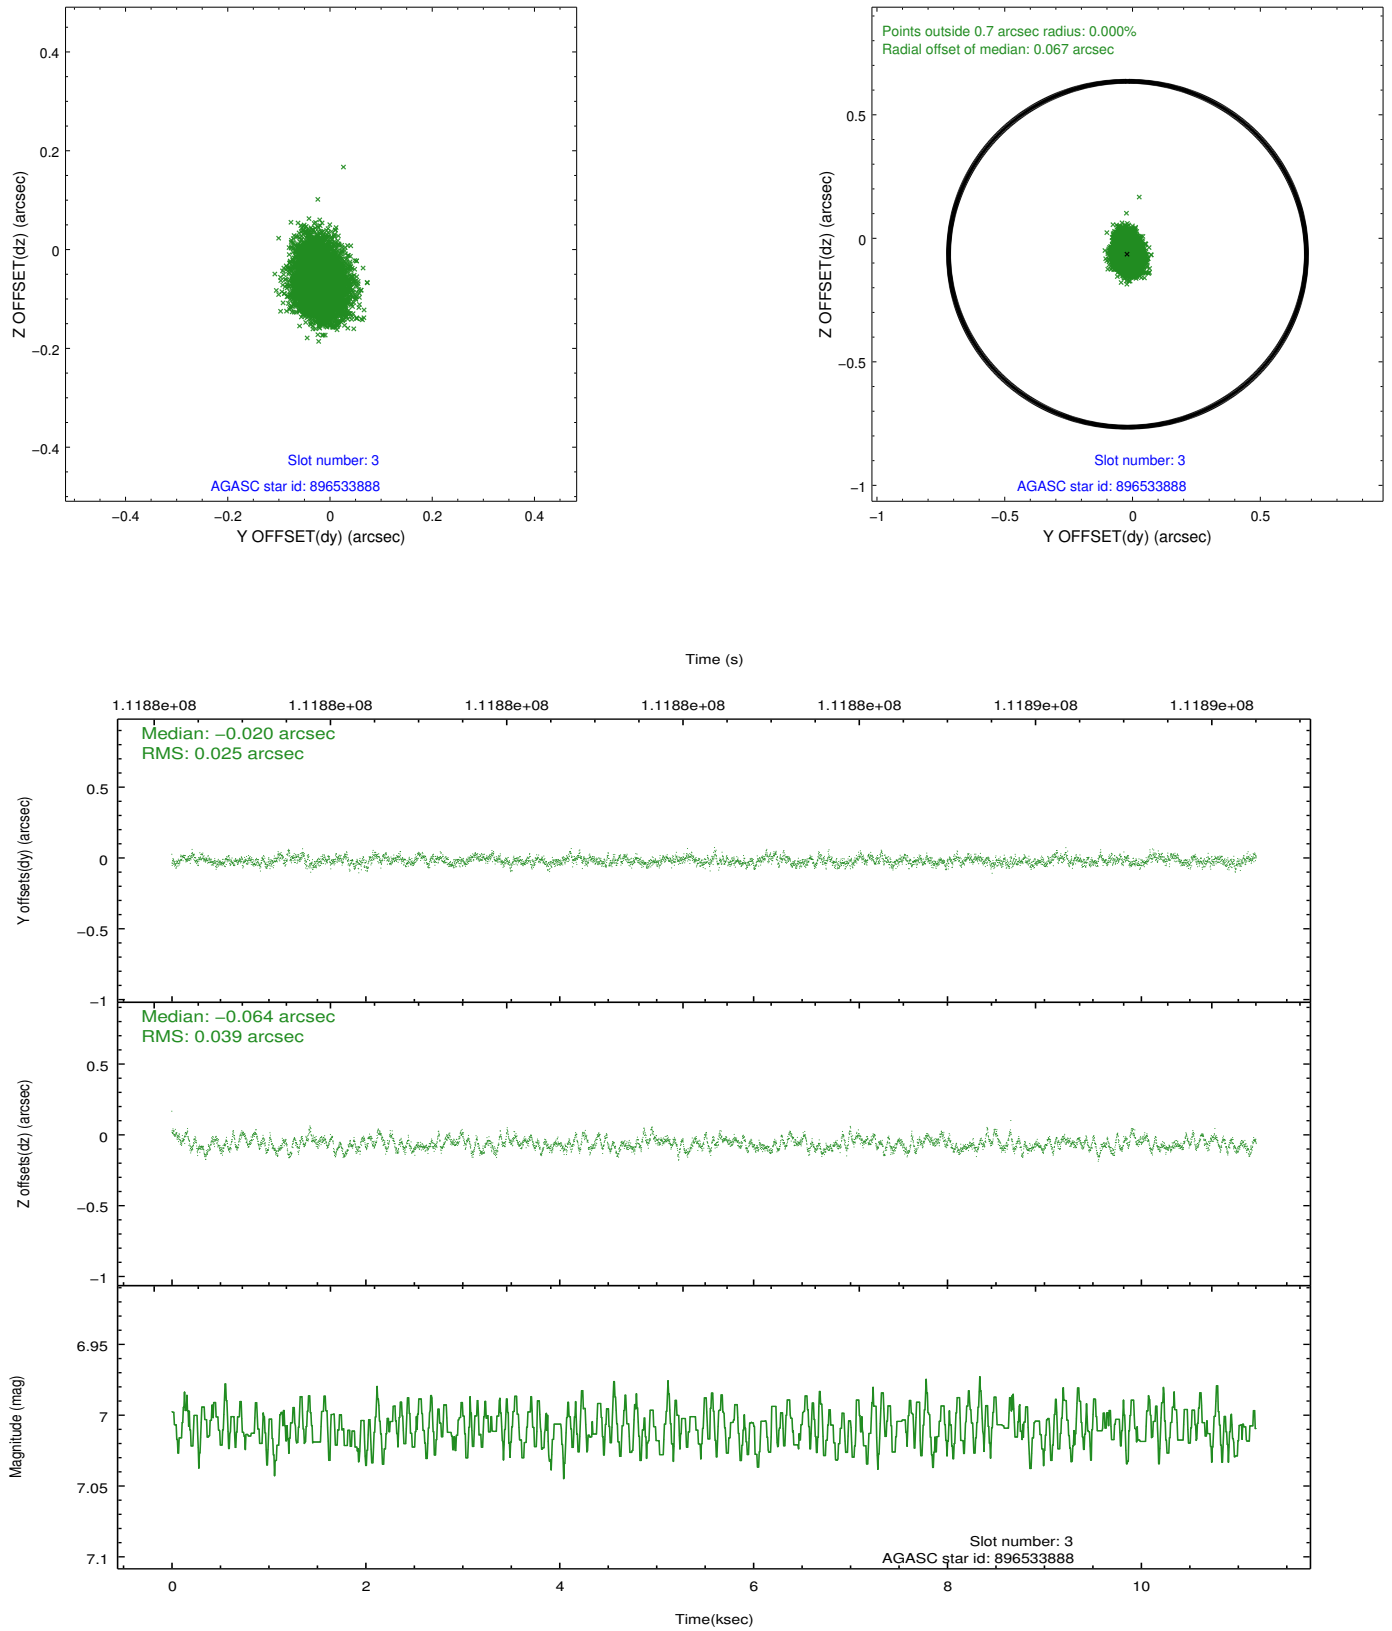 0.4
0.2
0
−0.2
−0.4
Z OFFSET(dz) (arcsec)
Slot number: 3
AGASC star id: 896533888
−0.4 −0.2 0 0.2 0.4
Y OFFSET(dy) (arcsec)
Points outside 0.7 arcsec radius: 0.000%
Radial offset of median: 0.067 arcsec
0.5
0
−0.5
−1
Z OFFSET(dz) (arcsec)
Slot number: 3
AGASC star id: 896533888
−1 −0.5 0 0.5
Y OFFSET(dy) (arcsec)
Time (s)
1.1188e+08 1.1188e+08 1.1188e+08 1.1188e+08 1.1188e+08 1.1189e+08 1.1189e+08
Median: −0.020 arcsec
RMS: 0.025 arcsec
0.5
0
−0.5
−1
Y offsets(dy) (arcsec)
Median: −0.064 arcsec
RMS: 0.039 arcsec
0.5
0
−0.5
−1
Z offsets(dz) (arcsec)
6.95
7
7.05
7.1
Magnitude (mag)
Slot number: 3
AGASC star id: 896533888
0 2 4 6 8 10
Time(ksec)